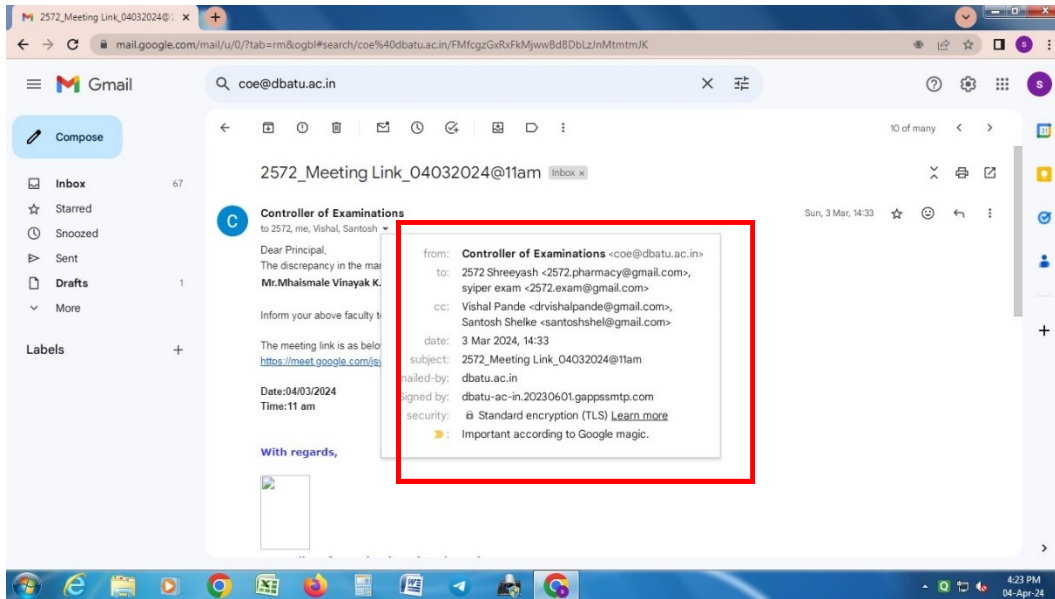 2572_Meeting Link_04032024@1
mail.google.com/mail/u/0/?tab=rm&ogbl#search/coe%40dbatu.ac.in/FMfcgzGxRxFkMjwwBdBDbLzJnMtmtmJK
S
Gmail
coe@dbatu.ac.in
S
Compose
10 of many
31
Inbox 67
Starred
Snoozed
Sent
Drafts 1
More
Labels
2572_Meeting Link_04032024@11am Inbox x
C
Controller of Examinations Sun, 3 Mar, 14:33
to 2572, me, Vishal, Santosh
Dear Principal,
The discrepancy in the
Mr.Mhaismale Vinayak K.
Inform your above faculty
The meeting link is as
https://meet.google.com/
Date:04/03/2024
Time:11 am
With regards,
from: Controller of Examinations <coe@dbatu.ac.in>
to: 2572 Shreeyash <2572.pharmacy@gmail.com>,
syiper exam <2572.exam@gmail.com>
cc: Vishal Pande <drvishalpande@gmail.com>,
Santosh Shelke <santoshshel@gmail.com>
date: 3 Mar 2024, 14:33
subject: 2572_Meeting Link_04032024@11am
mailed-by: dbatu.ac.in
Signed by: dbatu-ac-in.20230601.gappssmtp.com
security: Standard encryption (TLS) Learn more
: Important according to Google magic.
4:23 PM
04-Apr-24